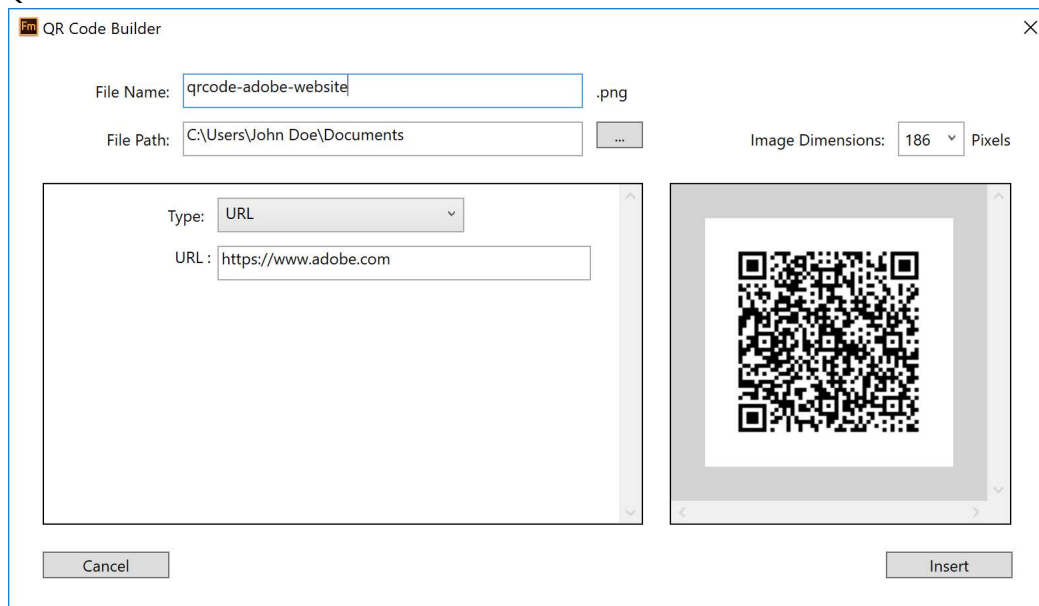 Fm QR Code Builder
File Name: qrcode-adobe-website .png
File Path: C:\Users\John Doe\Documents ... Image Dimensions: 186 Pixels
Type: URL
URL : https://www.adobe.com
Cancel Insert